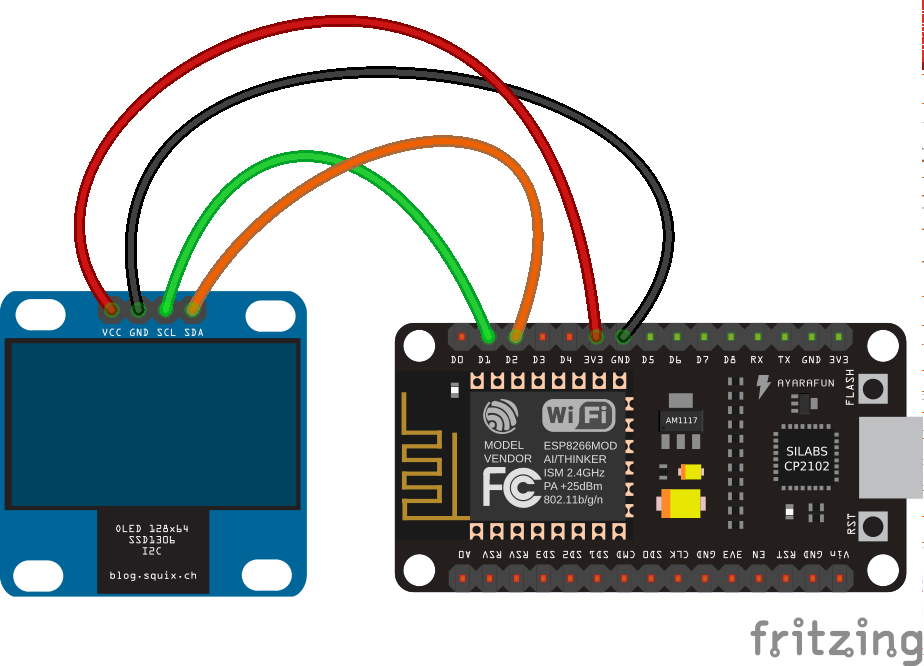 VCC GND SCL SDA
OLED 128x64
SSD1306
I2C
blog.squix.ch
D0 D1 D2 D3 D4 3V3 GND D5 D6 D7 D8 RX TX GND 3V3
AYARAFUN
FLASH
WiFi
AM1117
MODEL
VENDOR
ESP8266MOD
AI/THINKER
ISM 2.4GHz
PA +25dBm
802.11b/g/n
FC
SILABS
CP2102
RST
A0 RSV RSV SD3 SD2 SD1 CMD SD0 CLK GND 3V3 EN RST GND Vin
fritzing